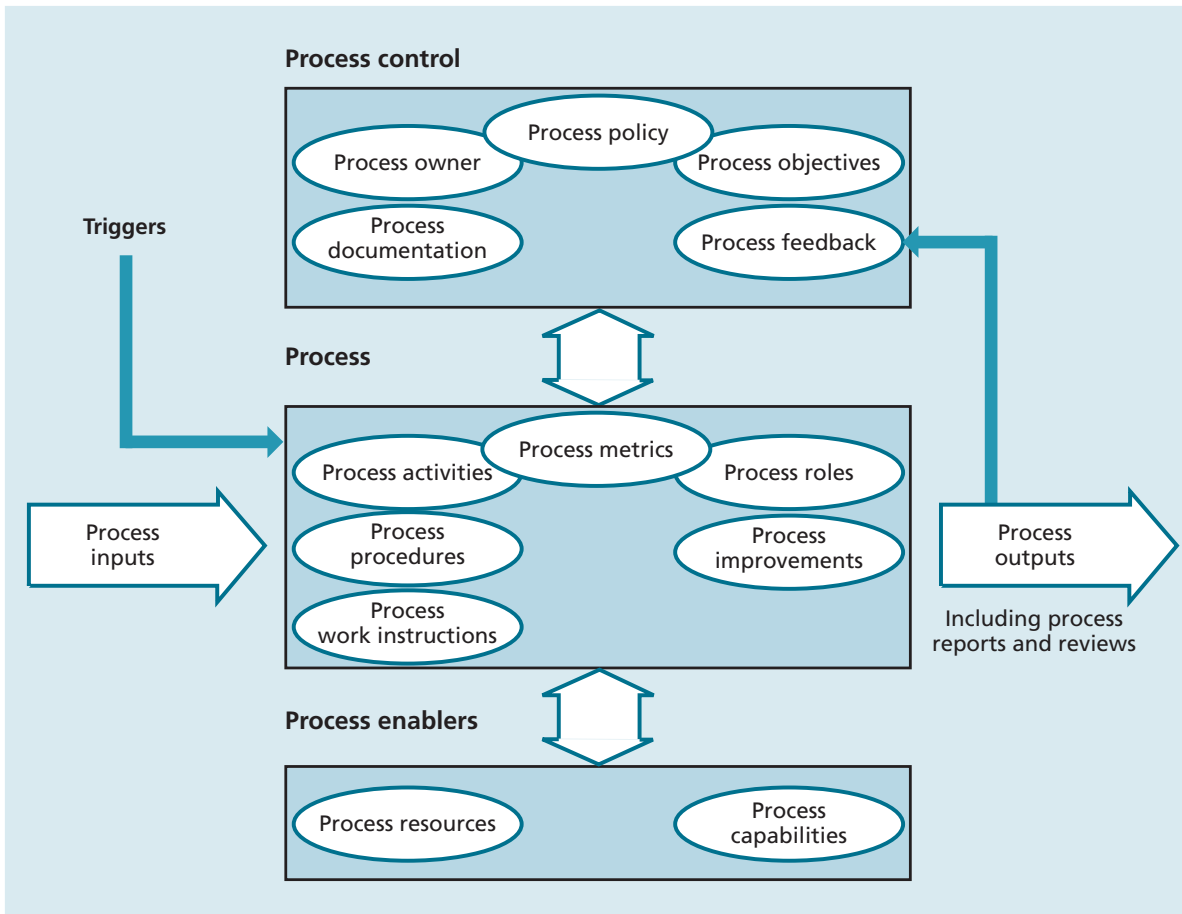 Process control
Process policy
Process owner
Process objectives
Process
documentation
Process feedback
Triggers
Process
Process metrics
Process activities
Process roles
Process
procedures
Process
improvements
Process
work instructions
Process
inputs
Process
outputs
Including process
reports and reviews
Process enablers
Process resources
Process
capabilities